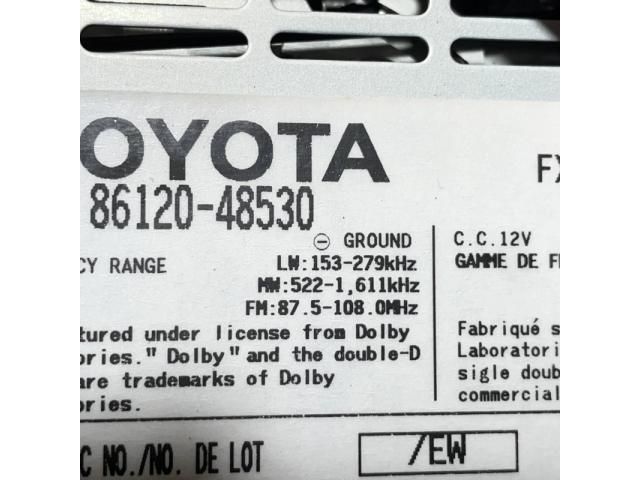 OYOTA
86120-48530
FX
⊖ GROUND
C.C.12V
CY RANGE
LW:153-279kHz
GAMME DE F
MW:522-1,611kHz
FM:87.5-108.0MHz
tured under license from Dolby
ories." Dolby" and the double-D
are trademarks of Dolby
ories.
Fabriqué s
Laboratori
sigle doub
commercial
C NO./NO. DE LOT
/EW